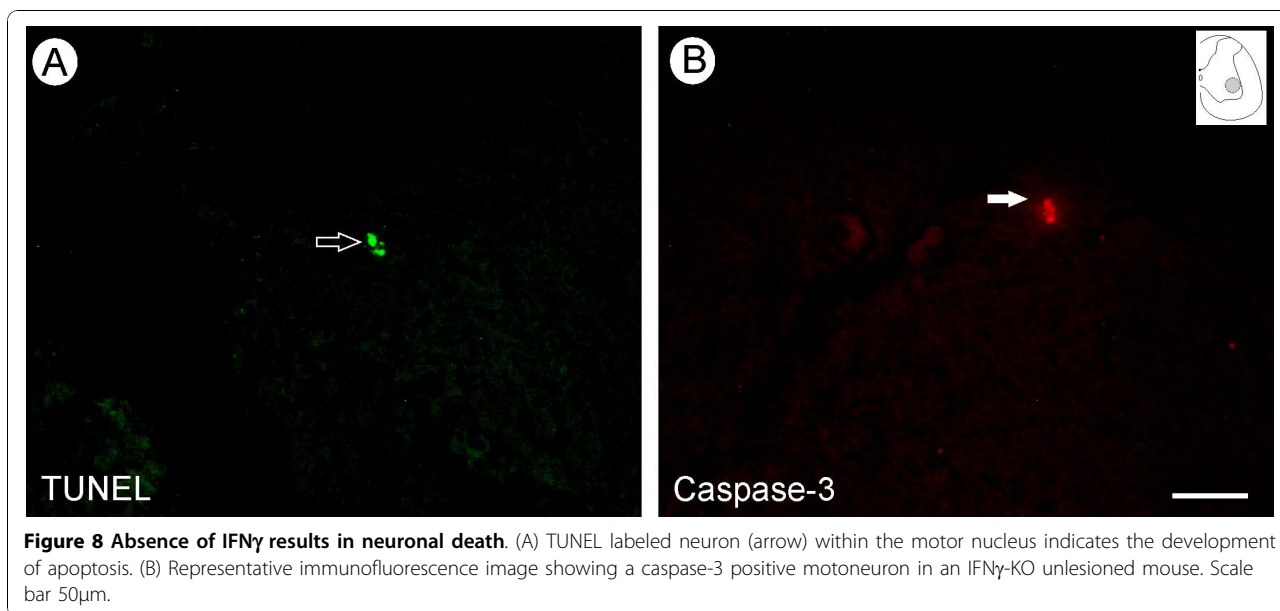 A
B
TUNEL
Caspase-3
Figure 8 Absence of IFNγ results in neuronal death. (A) TUNEL labeled neuron (arrow) within the motor nucleus indicates the development
of apoptosis. (B) Representative immunofluorescence image showing a caspase-3 positive motoneuron in an IFNγ-KO unlesioned mouse. Scale
bar 50μm.